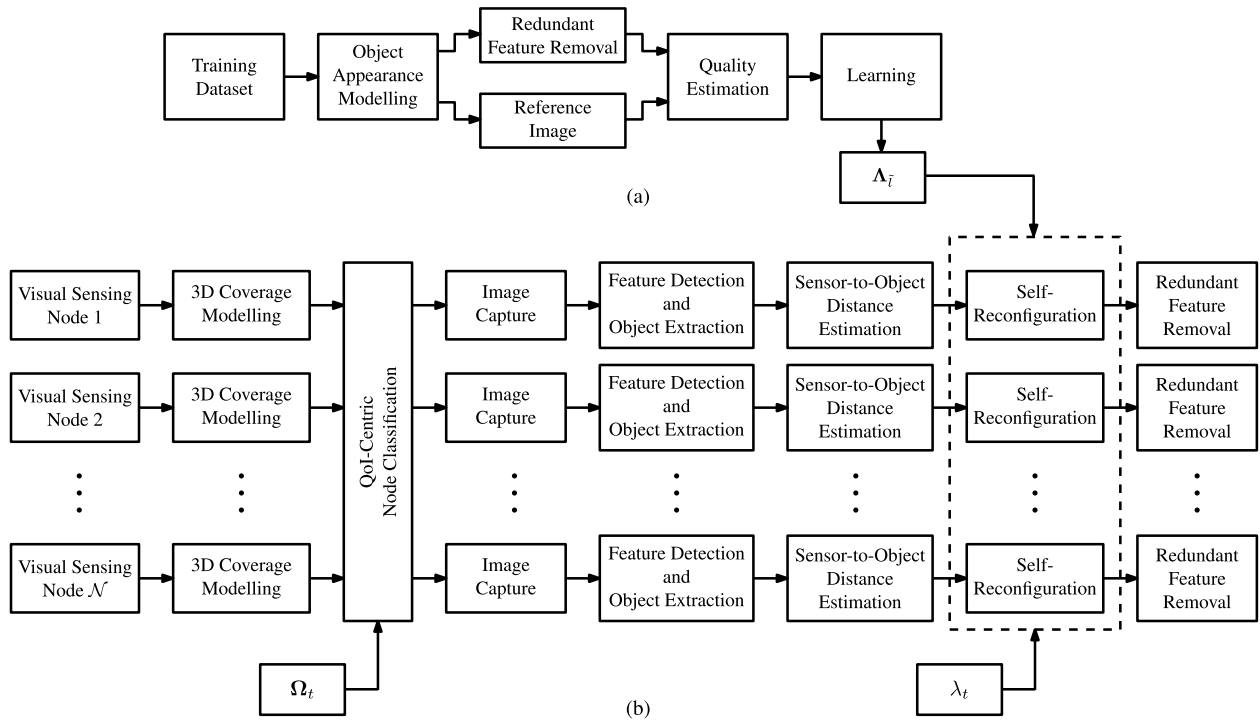 Training
Dataset
Object
Appearance
Modelling
Redundant
Feature Removal
Reference
Image
Quality
Estimation
Learning
Λ_l̄
(a)
Visual Sensing
Node 1
3D Coverage
Modelling
QoI-Centric
Node Classification
Image
Capture
Feature Detection
and
Object Extraction
Sensor-to-Object
Distance
Estimation
Self-
Reconfiguration
Redundant
Feature
Removal
Visual Sensing
Node 2
3D Coverage
Modelling
Image
Capture
Feature Detection
and
Object Extraction
Sensor-to-Object
Distance
Estimation
Self-
Reconfiguration
Redundant
Feature
Removal
Visual Sensing
Node 𝒩
3D Coverage
Modelling
Image
Capture
Feature Detection
and
Object Extraction
Sensor-to-Object
Distance
Estimation
Self-
Reconfiguration
Redundant
Feature
Removal
Ω_t
λ_t
(b)